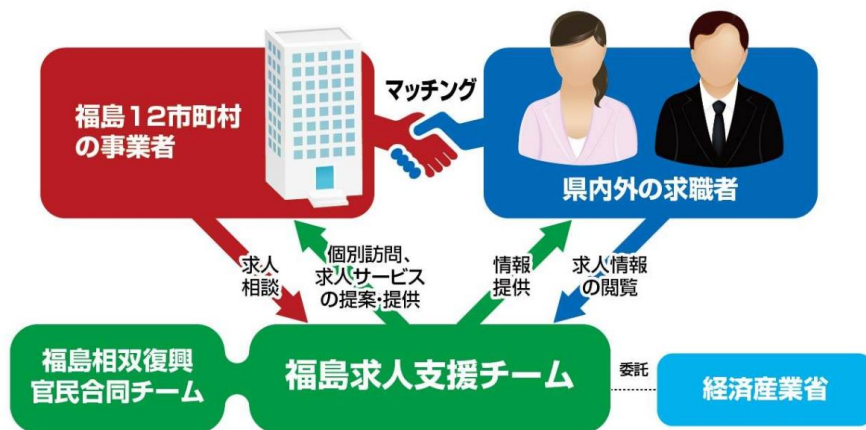 福島12市町村
の事業者
マッチング
県内外の求職者
求人
相談
個別訪問、
求人サービス
の提案・提供
情報
提供
求人情報
の閲覧
福島相双復興
官民合同チーム
福島求人支援チーム
委託
経済産業省